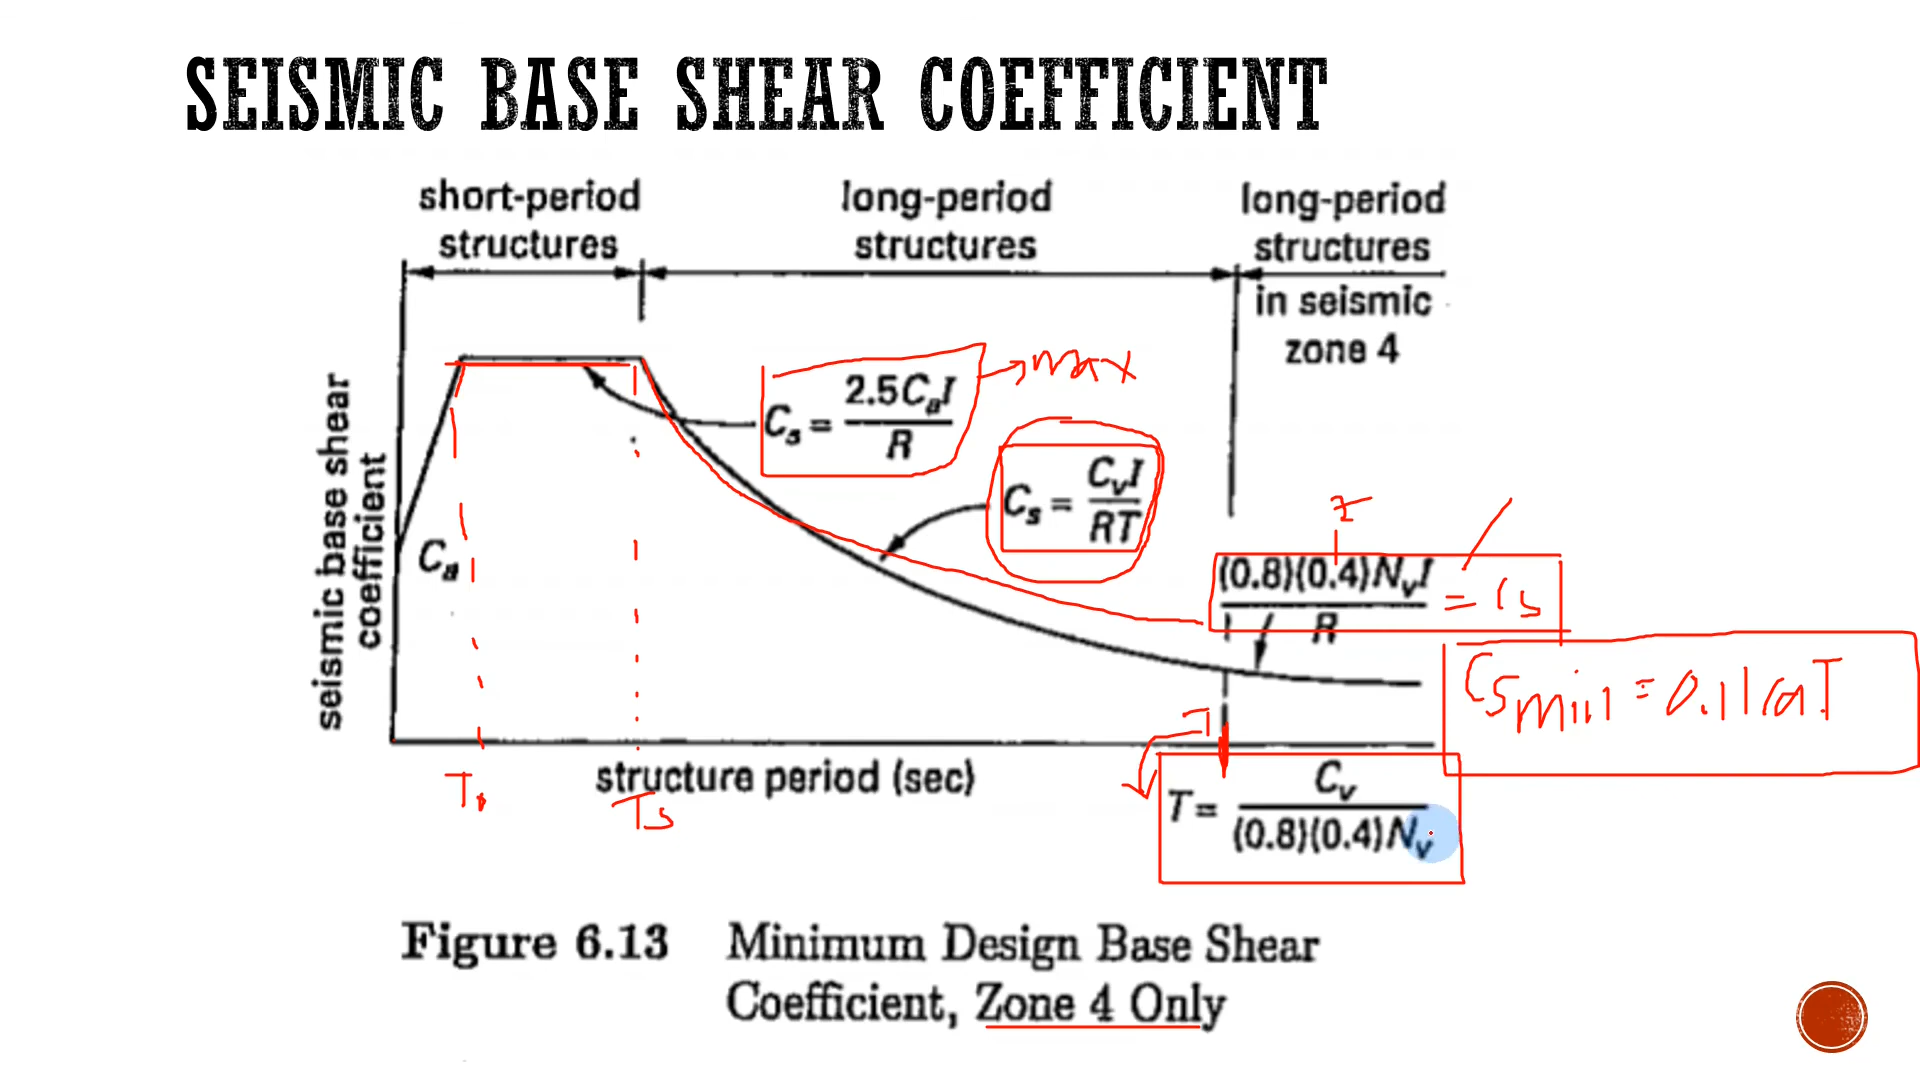 SEISMIC BASE SHEAR COEFFICIENT
short-period
structures
long-period
structures
long-period
structures
in seismic
zone 4
seismic base shear
coefficient
Cₐ
Cₛ = 2.5CₐI / R
→ max
Cₛ = CᵥI / RT
Z
(0.8)(0.4)NᵥI / R = Cs
Csmin = 0.11CaI
T
structure period (sec)
T₀
Ts
T = Cᵥ / (0.8)(0.4)Nᵥ
Figure 6.13 Minimum Design Base Shear
Coefficient, Zone 4 Only